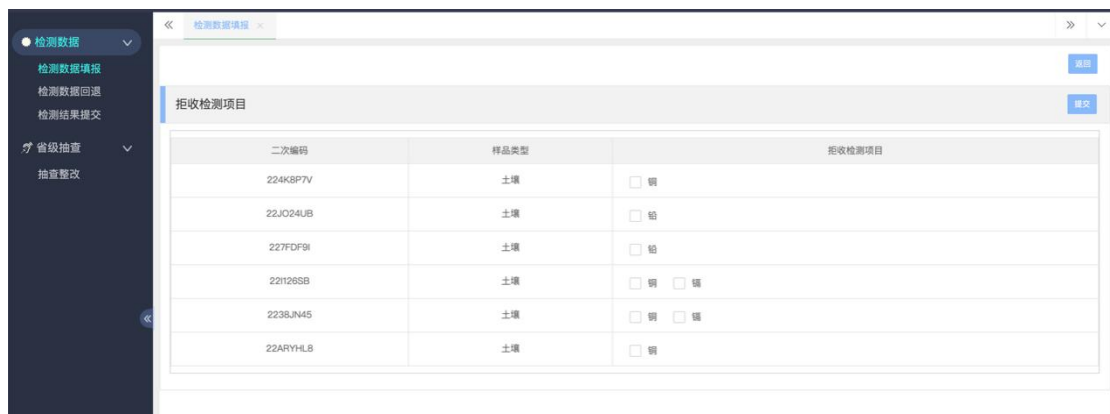 检测数据填报
检测数据
检测数据填报
检测数据回退
检测结果提交
省级抽查
抽查整改
返回
拒收检测项目
提交
二次编码 样品类型 拒收检测项目
224K8P7V 土壤 铜
22JO24UB 土壤 铅
227FDF9I 土壤 铅
22I126SB 土壤 铜 镉
2238JN45 土壤 铜 镉
22ARYHL8 土壤 铜